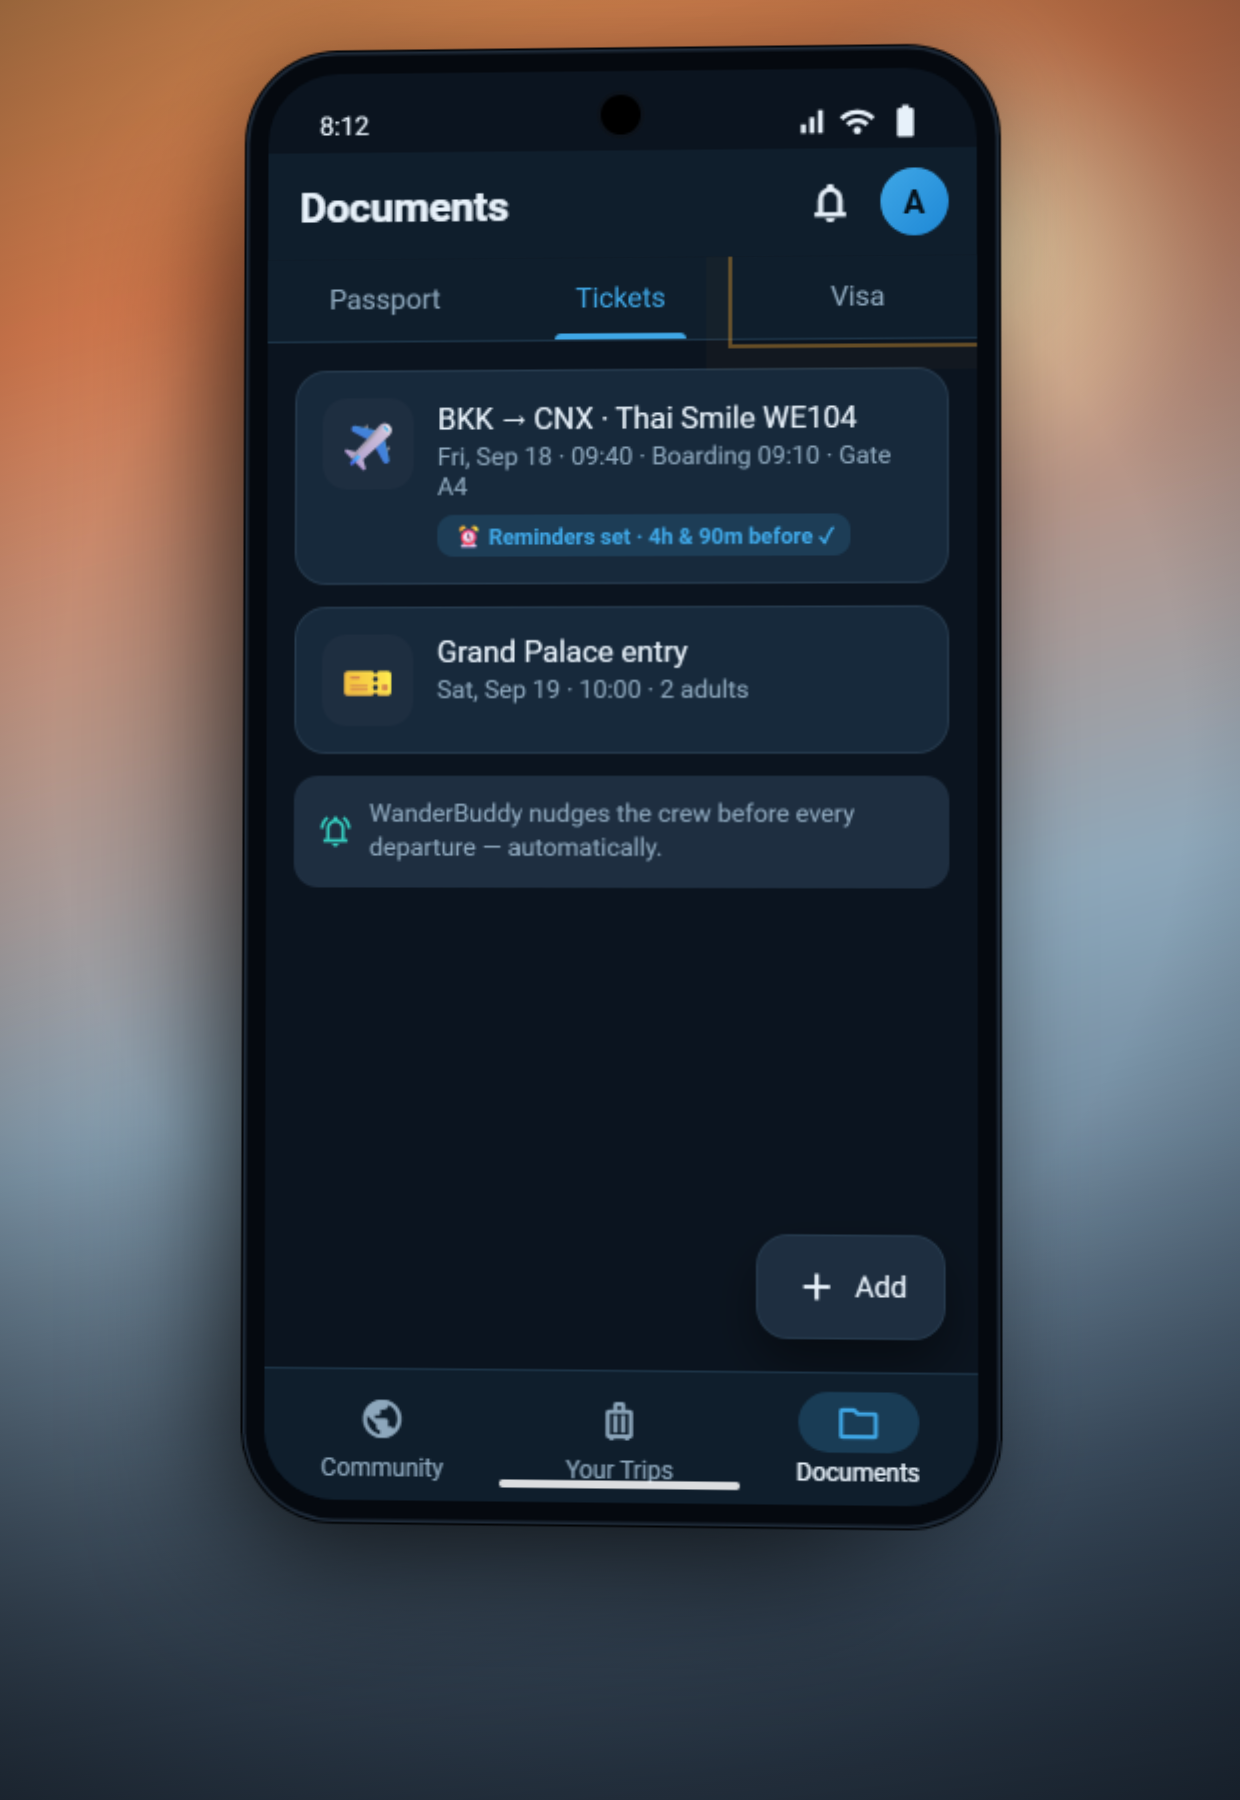 8:12
Documents
A
Passport
Tickets
Visa
BKK → CNX · Thai Smile WE104
Fri, Sep 18 · 09:40 · Boarding 09:10 · Gate
A4
⏰ Reminders set · 4h & 90m before ✓
Grand Palace entry
Sat, Sep 19 · 10:00 · 2 adults
WanderBuddy nudges the crew before every
departure — automatically.
+ Add
Community
Your Trips
Documents